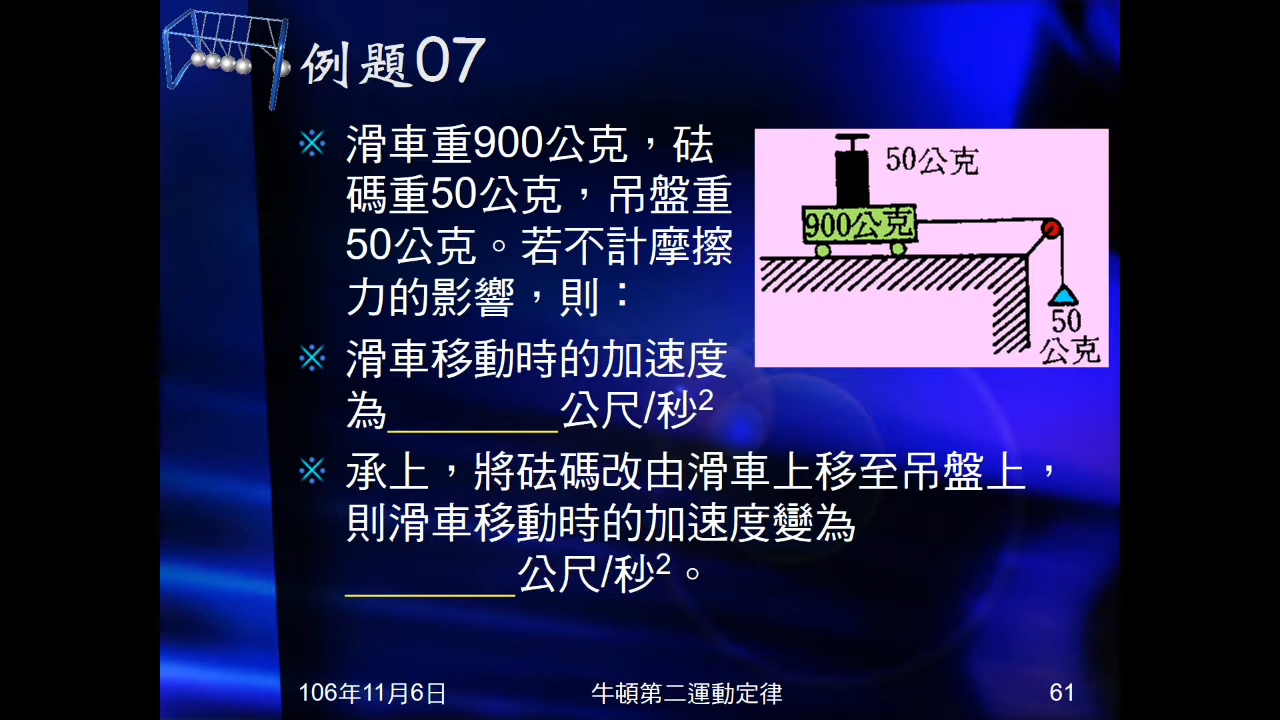 例題07
※ 滑車重900公克，砝
碼重50公克，吊盤重
50公克。若不計摩擦
力的影響，則：
※ 滑車移動時的加速度
為________公尺/秒²
※ 承上，將砝碼改由滑車上移至吊盤上，
則滑車移動時的加速度變為
________公尺/秒²。
50公克
900公克
50
公克
106年11月6日
牛頓第二運動定律
61